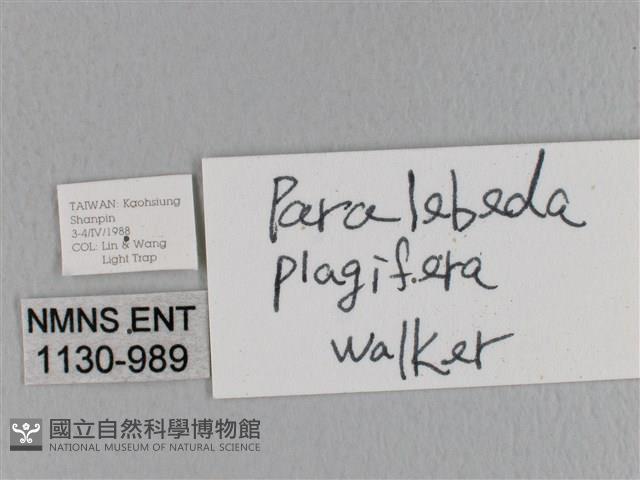 TAIWAN: Kaohsiung
Shanpin
3-4/IV/1988
COL: Lin & Wang
Light Trap
NMNS ENT
1130-989
Paralebeda
plagifera
walker
國立自然科學博物館
NATIONAL MUSEUM OF NATURAL SCIENCE